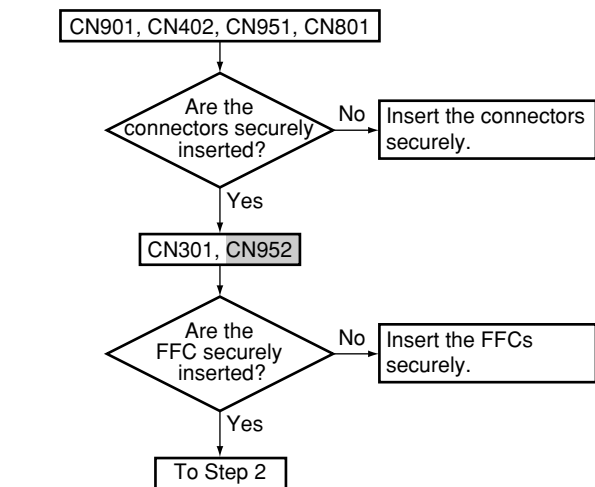 CN901, CN402, CN951, CN801
Are the
connectors securely
inserted?
No
Insert the connectors
securely.
Yes
CN301, CN952
Are the
FFC securely
inserted?
No
Insert the FFCs
securely.
Yes
To Step 2